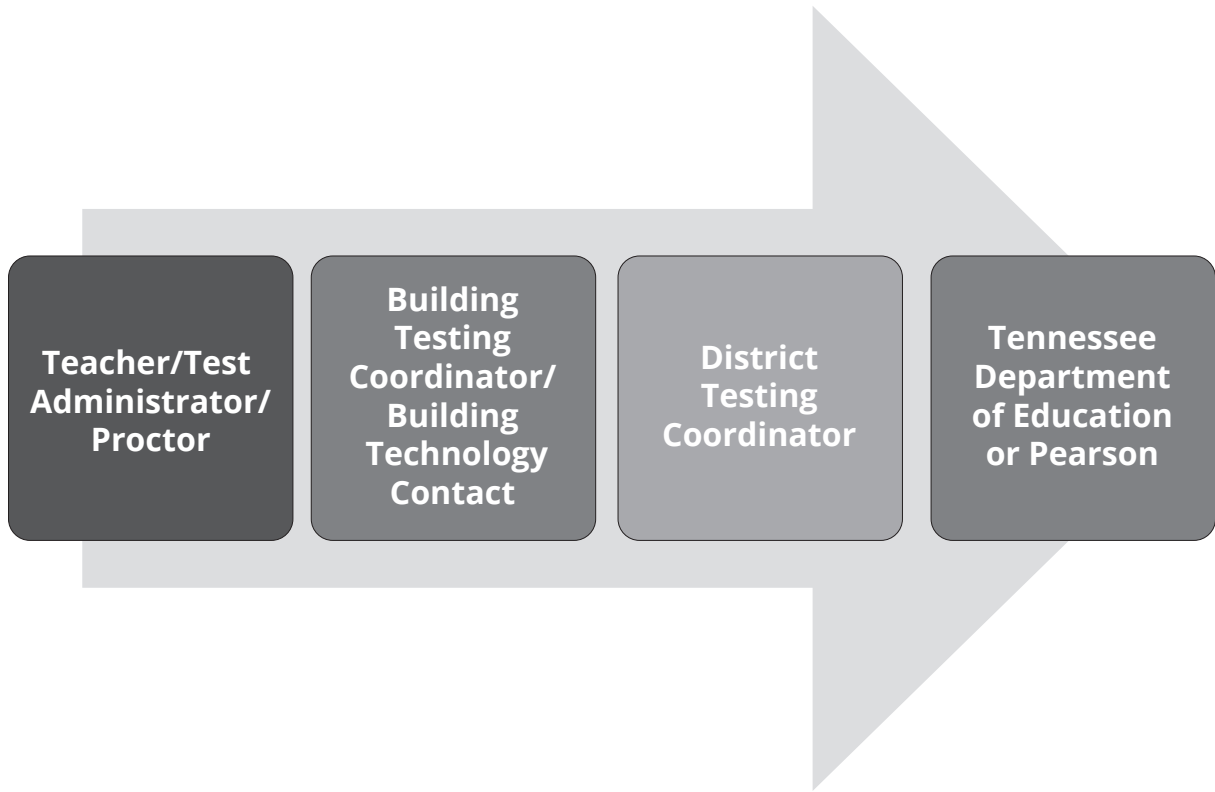 Teacher/Test
Administrator/
Proctor
Building
Testing
Coordinator/
Building
Technology
Contact
District
Testing
Coordinator
Tennessee
Department
of Education
or Pearson